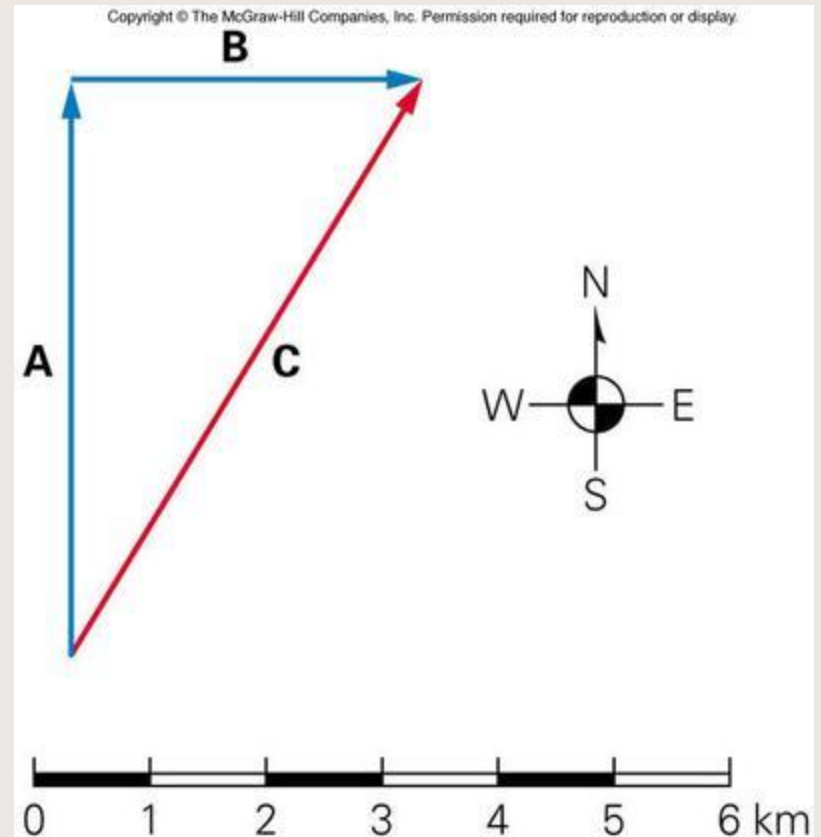 Copyright © The McGraw-Hill Companies, Inc. Permission required for reproduction or display.
B
N
A
C
W
E
S
0 1 2 3 4 5 6 km